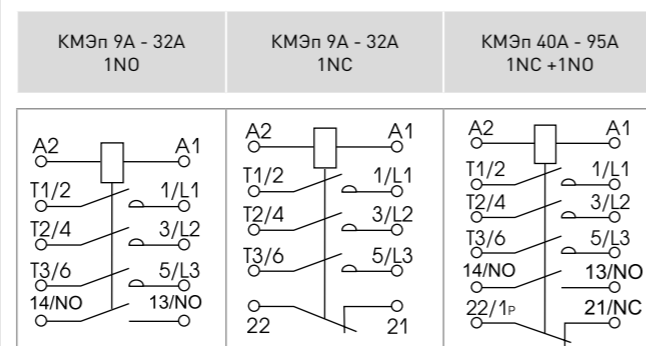 КМЭп 9А - 32А
1NO
КМЭп 9А - 32А
1NC
КМЭп 40А - 95А
1NC +1NO
A2 A1
T1/2 1/L1
T2/4 3/L2
T3/6 5/L3
14/NO 13/NO
A2 A1
T1/2 1/L1
T2/4 3/L2
T3/6 5/L3
22 21
A2 A1
T1/2 1/L1
T2/4 3/L2
T3/6 5/L3
14/NO 13/NO
22/1P 21/NC